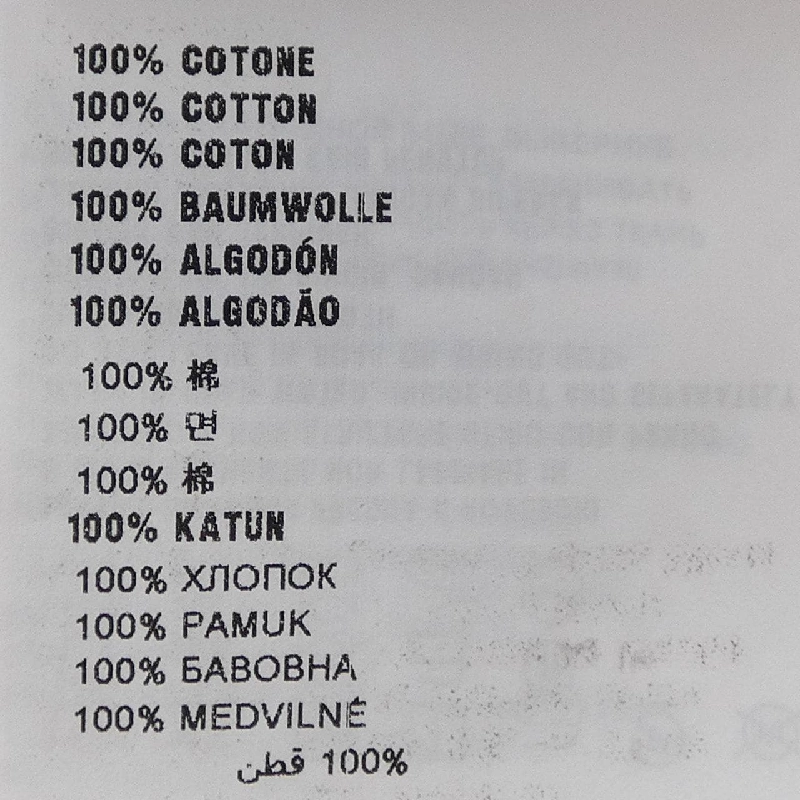 100% COTONE
100% COTTON
100% COTON
100% BAUMWOLLE
100% ALGODÓN
100% ALGODÃO
100% 棉
100% 면
100% 棉
100% KATUN
100% ХЛОПОК
100% PAMUK
100% БАВОВНА
100% MEDVILNÉ
100% قطن